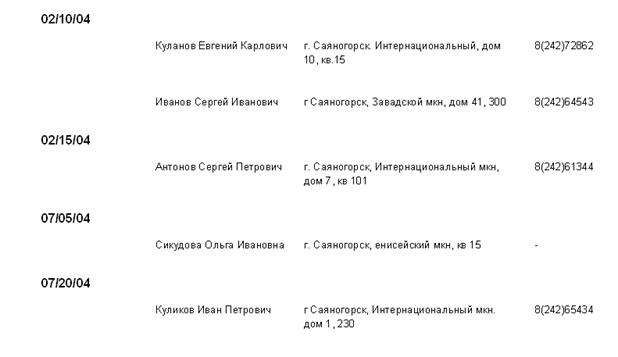 02/10/04
Куланов Евгений Карлович г. Саяногорск. Интернациональный, дом 8(242)72862
10, кв.15
Иванов Сергей Иванович г Саяногорск, Завадской мкн, дом 41, 300 8(242)64543
02/15/04
Антонов Сергей Петрович г. Саяногорск, Интернациональный мкн, 8(242)61344
дом 7, кв 101
07/05/04
Сикудова Ольга Ивановна г. Саяногорск, енисейский мкн, кв 15 -
07/20/04
Куликов Иван Петрович г Саяногорск, Интернациональный мкн. 8(242)65434
дом 1, 230